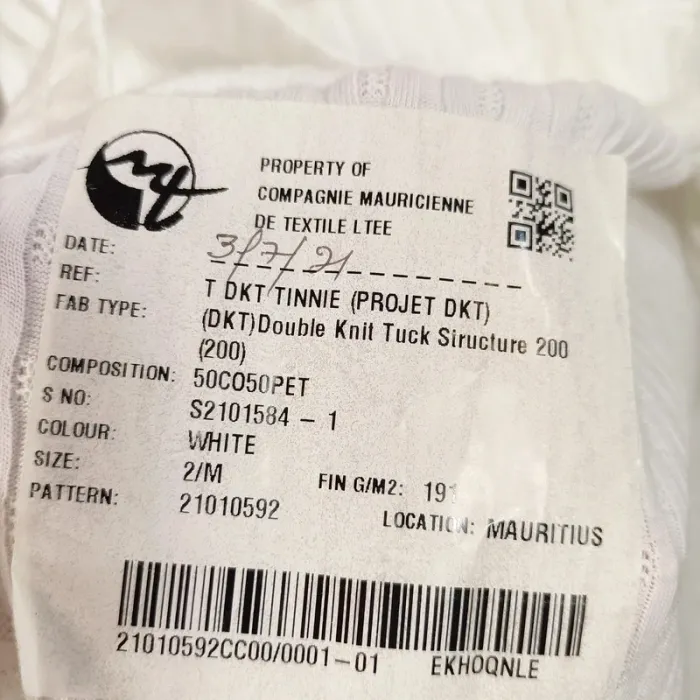 PROPERTY OF
COMPAGNIE MAURICIENNE
DE TEXTILE LTEE
DATE: 3/7/21
REF: T DKT TINNIE (PROJET DKT)
FAB TYPE: (DKT)Double Knit Tuck Siructure 200
(200)
COMPOSITION: 50CO50PET
S NO: S2101584 - 1
COLOUR: WHITE
SIZE: 2/M FIN G/M2: 191
PATTERN: 21010592 LOCATION: MAURITIUS
21010592CC00/0001-01 EKHOQNLE